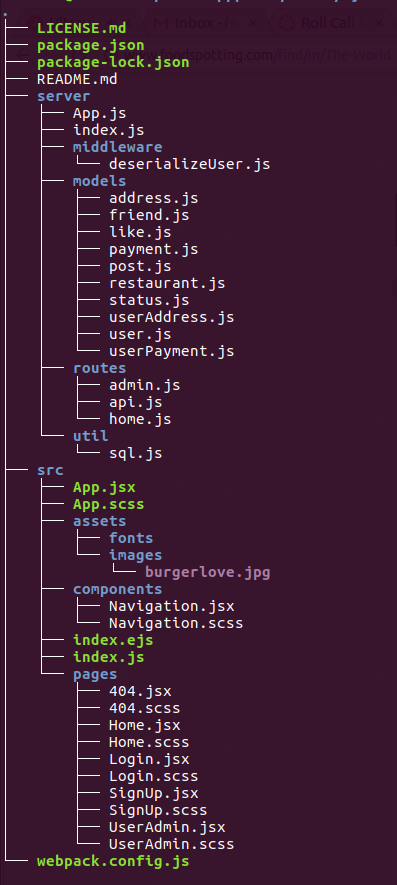 Inbox - Roll Call
www.foodspotting.com/find/in/The-World
.
├── LICENSE.md
├── package.json
├── package-lock.json
├── README.md
├── server
│   ├── App.js
│   ├── index.js
│   ├── middleware
│   │   └── deserializeUser.js
│   ├── models
│   │   ├── address.js
│   │   ├── friend.js
│   │   ├── like.js
│   │   ├── payment.js
│   │   ├── post.js
│   │   ├── restaurant.js
│   │   ├── status.js
│   │   ├── userAddress.js
│   │   ├── user.js
│   │   └── userPayment.js
│   ├── routes
│   │   ├── admin.js
│   │   ├── api.js
│   │   └── home.js
│   └── util
│       └── sql.js
├── src
│   ├── App.jsx
│   ├── App.scss
│   ├── assets
│   │   ├── fonts
│   │   └── images
│   │       └── burgerlove.jpg
│   ├── components
│   │   ├── Navigation.jsx
│   │   └── Navigation.scss
│   ├── index.ejs
│   ├── index.js
│   └── pages
│       ├── 404.jsx
│       ├── 404.scss
│       ├── Home.jsx
│       ├── Home.scss
│       ├── Login.jsx
│       ├── Login.scss
│       ├── SignUp.jsx
│       ├── SignUp.scss
│       ├── UserAdmin.jsx
│       └── UserAdmin.scss
└── webpack.config.js